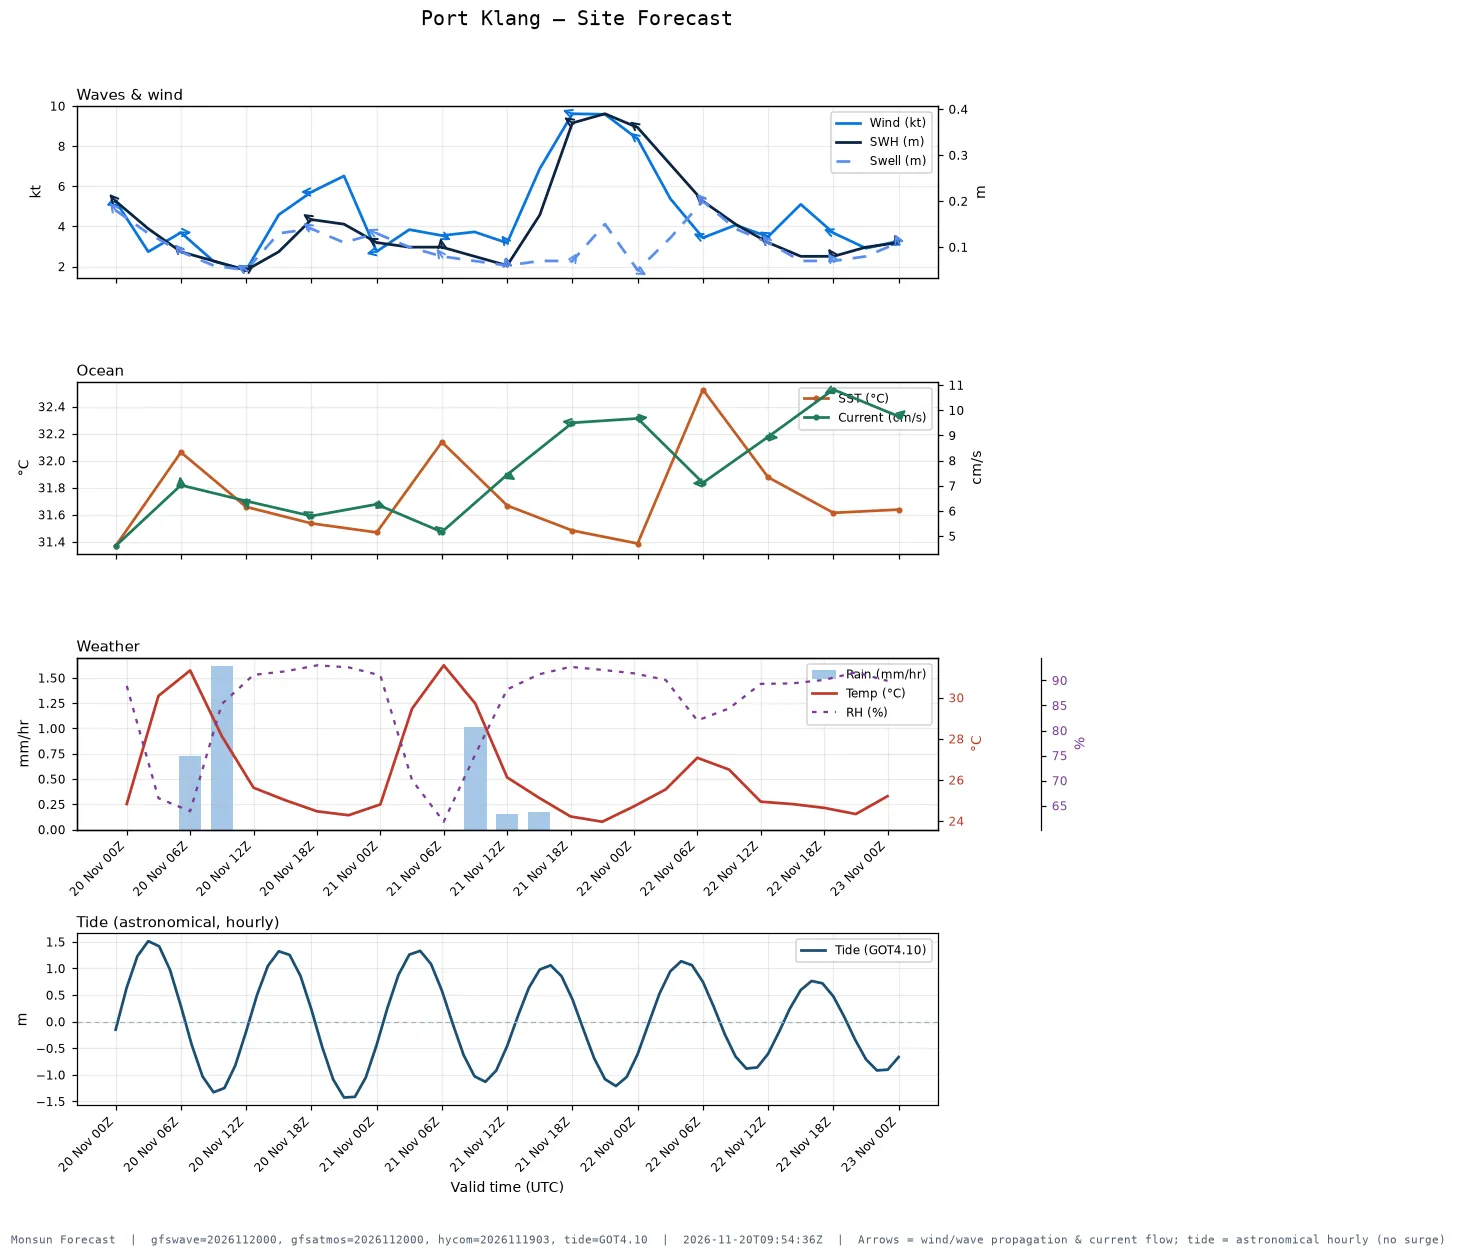 Port Klang — Site Forecast
Waves & wind
10
8
6
4
2
kt
0.4
0.3
0.2
0.1
m
Wind (kt)
SWH (m)
Swell (m)
Ocean
32.4
32.2
32.0
31.8
31.6
31.4
°C
11
10
9
8
7
6
5
cm/s
SST (°C)
Current (cm/s)
Weather
1.50
1.25
1.00
0.75
0.50
0.25
0.00
mm/hr
30
28
26
24
°C
90
85
80
75
70
65
%
Rain (mm/hr)
Temp (°C)
RH (%)
20 Nov 00Z
20 Nov 06Z
20 Nov 12Z
20 Nov 18Z
21 Nov 00Z
21 Nov 06Z
21 Nov 12Z
21 Nov 18Z
22 Nov 00Z
22 Nov 06Z
22 Nov 12Z
22 Nov 18Z
23 Nov 00Z
Tide (astronomical, hourly)
1.5
1.0
0.5
0.0
−0.5
−1.0
−1.5
m
Tide (GOT4.10)
20 Nov 00Z
20 Nov 06Z
20 Nov 12Z
20 Nov 18Z
21 Nov 00Z
21 Nov 06Z
21 Nov 12Z
21 Nov 18Z
22 Nov 00Z
22 Nov 06Z
22 Nov 12Z
22 Nov 18Z
23 Nov 00Z
Valid time (UTC)
Monsun Forecast | gfswave=2026112000, gfsatmos=2026112000, hycom=2026111903, tide=GOT4.10 | 2026-11-20T09:54:36Z | Arrows = wind/wave propagation & current flow; tide = astronomical hourly (no surge)